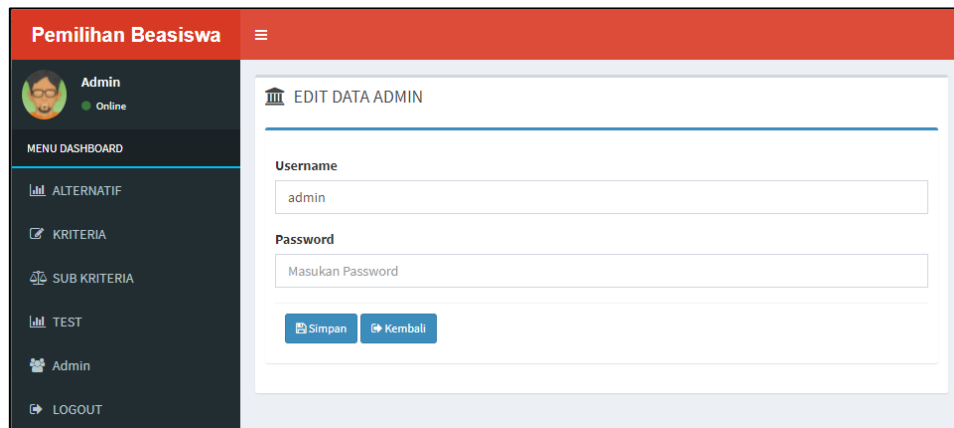 Pemilihan Beasiswa
Admin
Online
MENU DASHBOARD
ALTERNATIF
KRITERIA
SUB KRITERIA
TEST
Admin
LOGOUT
EDIT DATA ADMIN
Username
admin
Password
Masukan Password
Simpan
Kembali